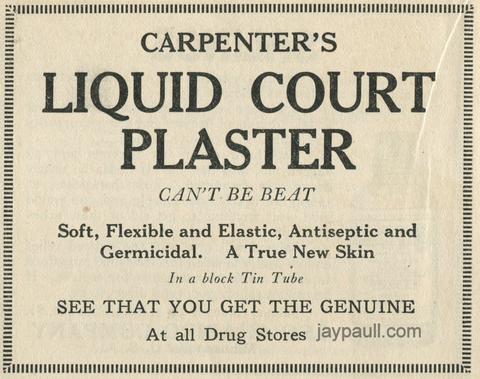 CARPENTER'S
LIQUID COURT
PLASTER
CAN'T BE BEAT
Soft, Flexible and Elastic, Antiseptic and
Germicidal. A True New Skin
In a block Tin Tube
SEE THAT YOU GET THE GENUINE
At all Drug Stores jaypaull.com